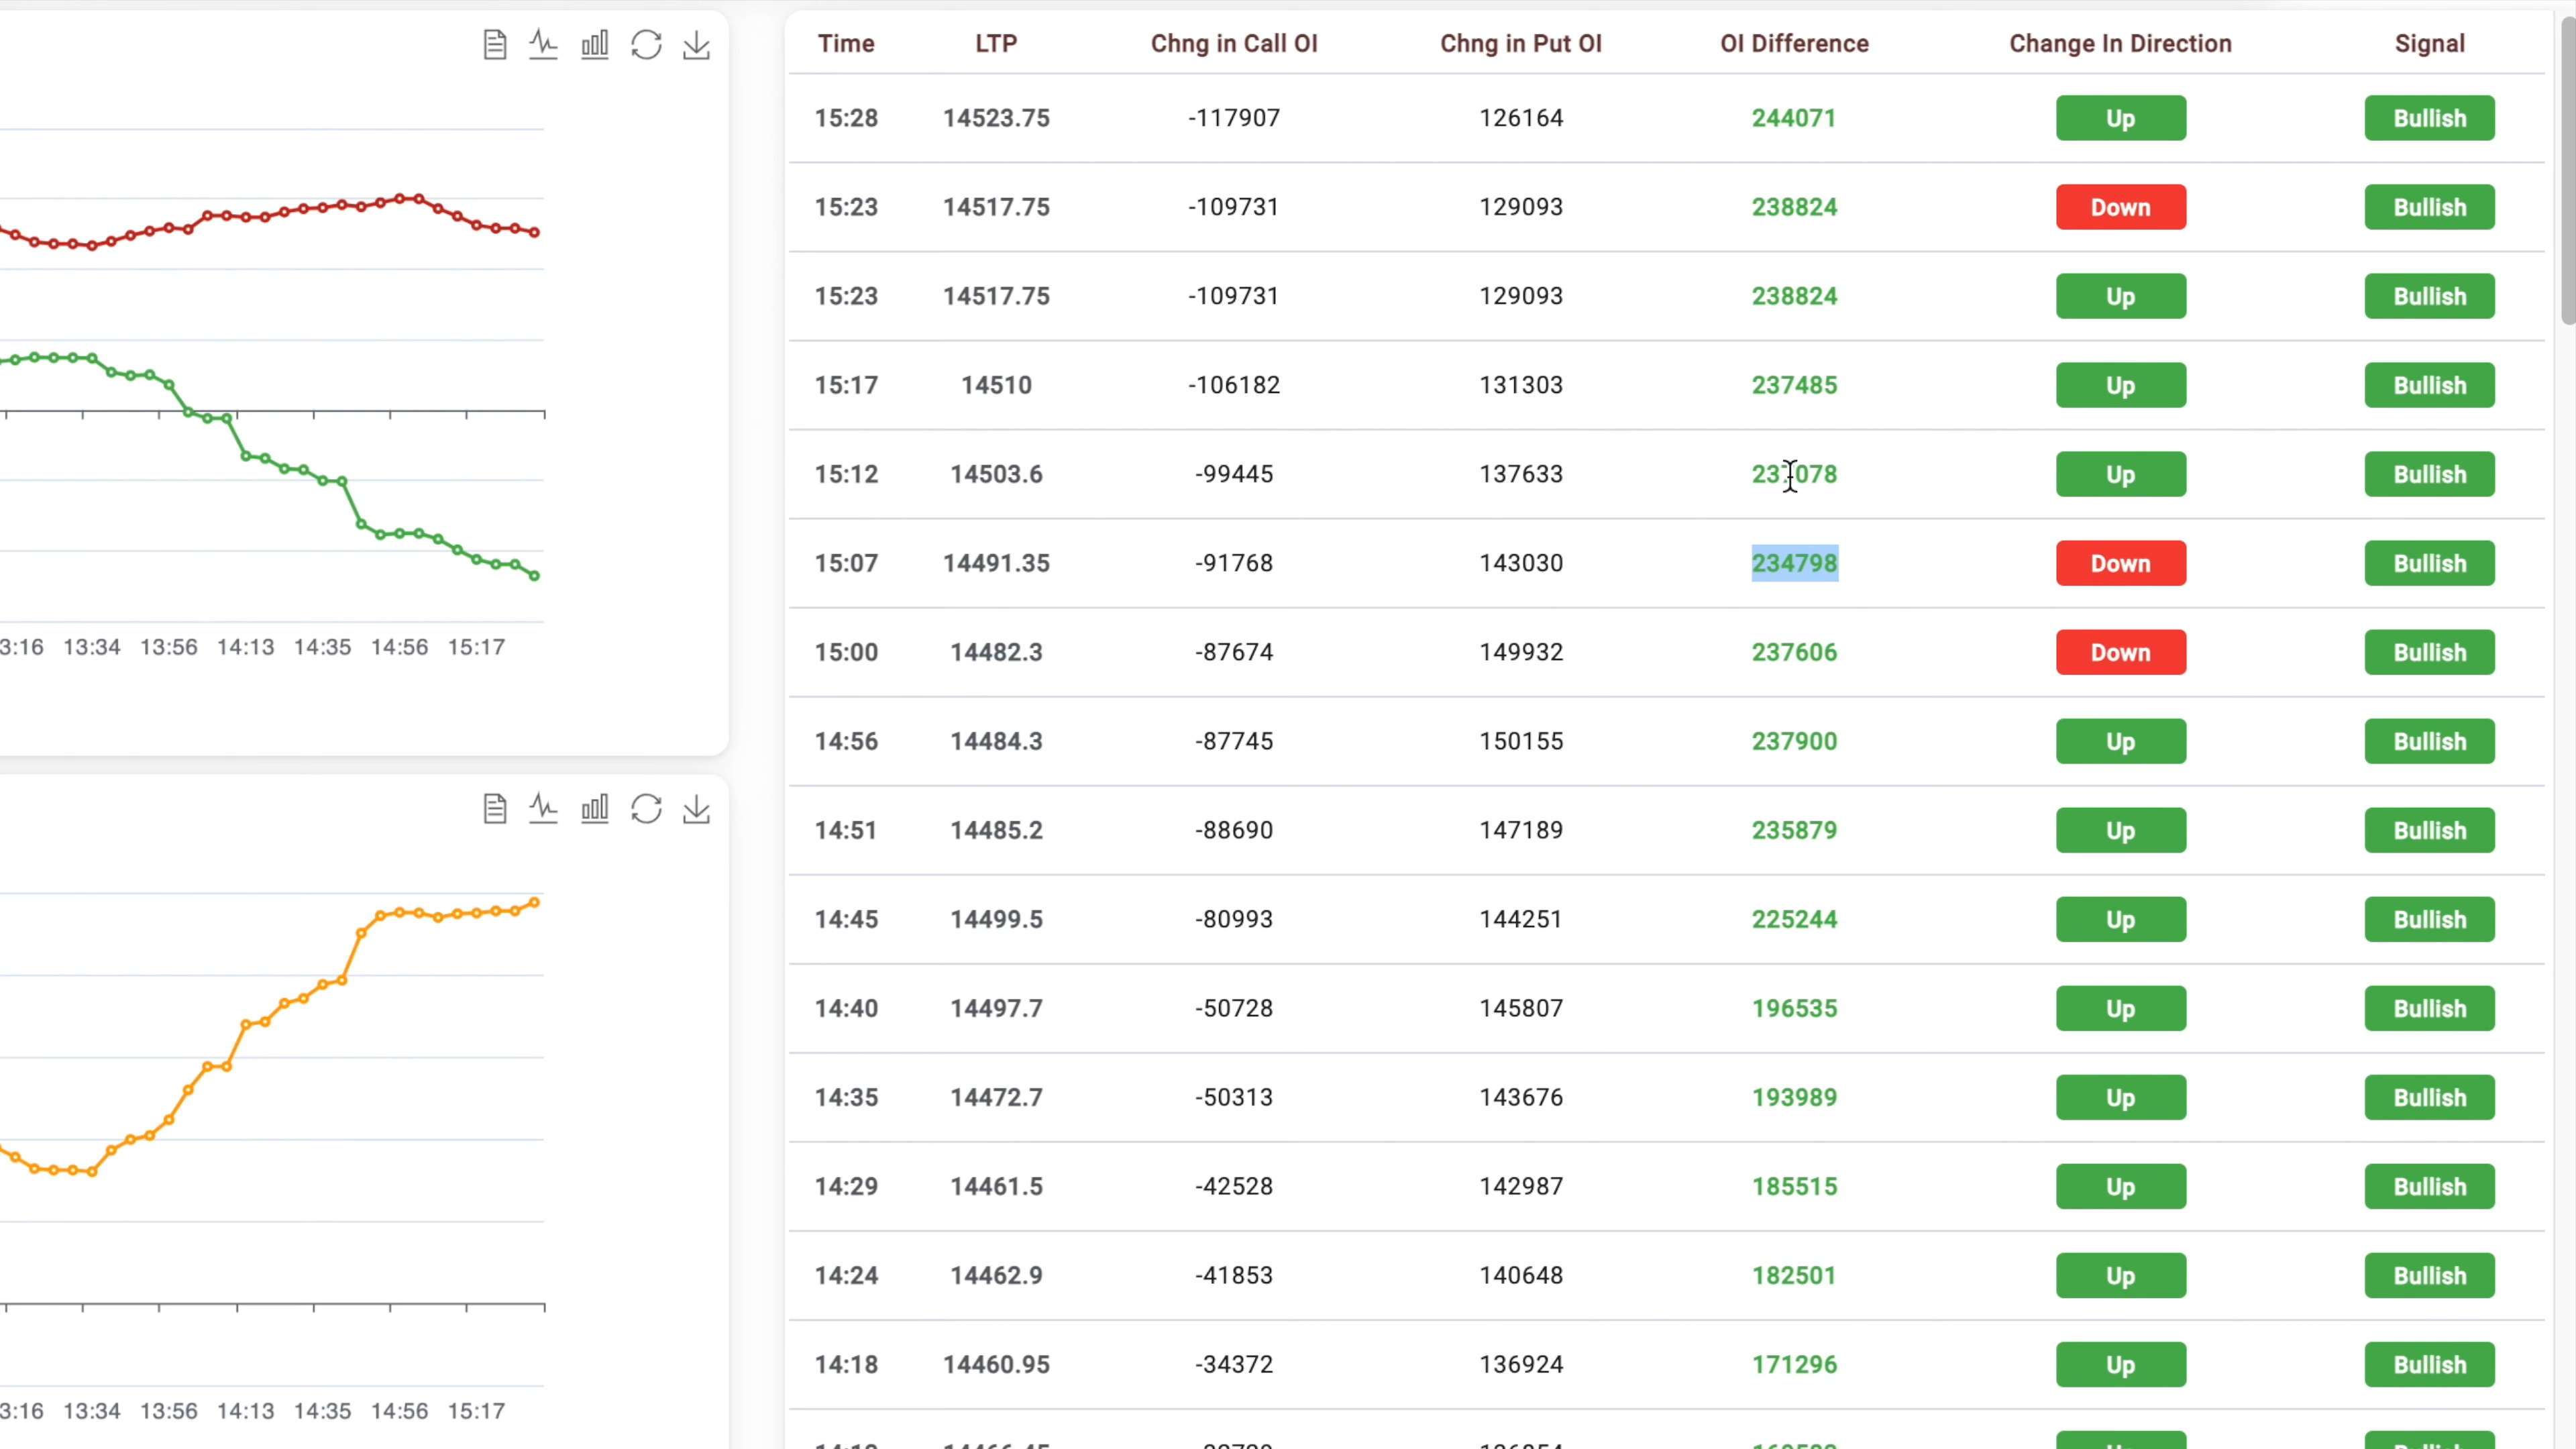 Time LTP Chng in Call OI Chng in Put OI OI Difference Change In Direction Signal
15:28 14523.75 -117907 126164 244071 Up Bullish
15:23 14517.75 -109731 129093 238824 Down Bullish
15:23 14517.75 -109731 129093 238824 Up Bullish
15:17 14510 -106182 131303 237485 Up Bullish
15:12 14503.6 -99445 137633 237078 Up Bullish
15:07 14491.35 -91768 143030 234798 Down Bullish
15:00 14482.3 -87674 149932 237606 Down Bullish
14:56 14484.3 -87745 150155 237900 Up Bullish
14:51 14485.2 -88690 147189 235879 Up Bullish
14:45 14499.5 -80993 144251 225244 Up Bullish
14:40 14497.7 -50728 145807 196535 Up Bullish
14:35 14472.7 -50313 143676 193989 Up Bullish
14:29 14461.5 -42528 142987 185515 Up Bullish
14:24 14462.9 -41853 140648 182501 Up Bullish
14:18 14460.95 -34372 136924 171296 Up Bullish
3:16 13:34 13:56 14:13 14:35 14:56 15:17
3:16 13:34 13:56 14:13 14:35 14:56 15:17